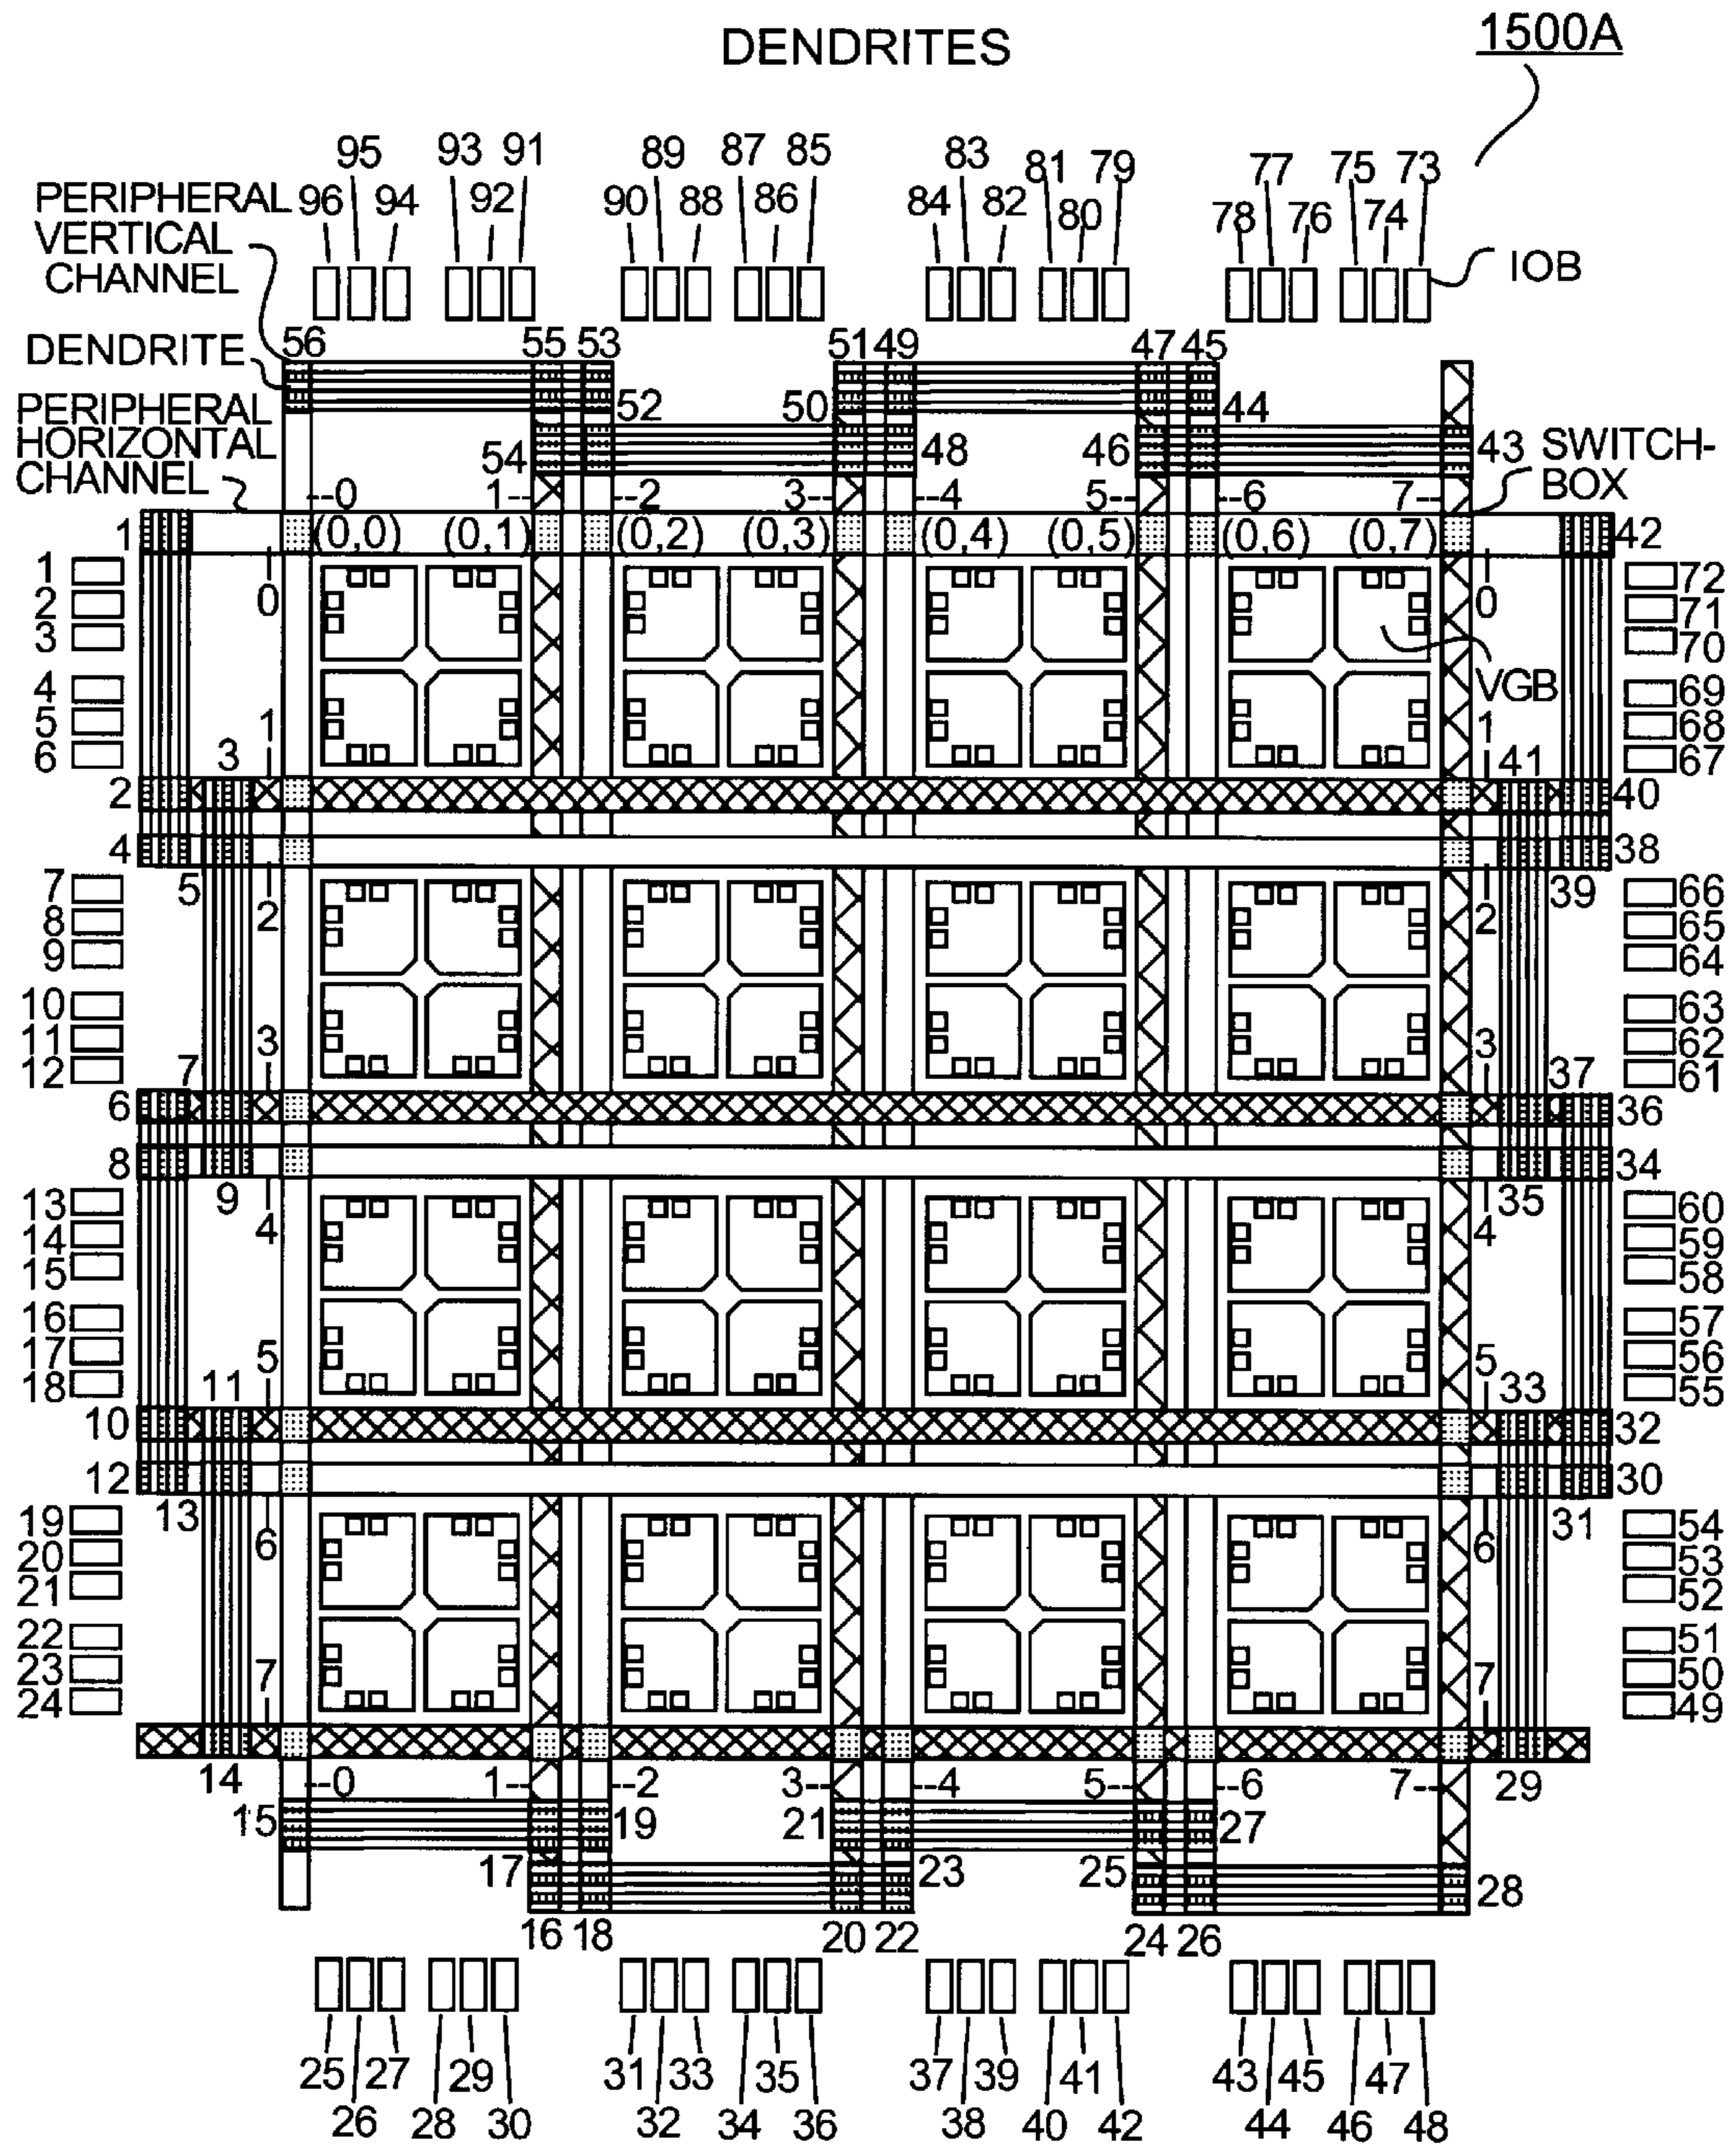 DENDRITES
1500A
95 93 91 89 87 85 83 81 79 77 75 73
PERIPHERAL 96 94 92 90 88 86 84 82 80 78 76 74
VERTICAL
CHANNEL
IOB
DENDRITE 56 55 53 51 49 47 45
PERIPHERAL 52 50 44
HORIZONTAL 54 48 46 43 SWITCH-
CHANNEL --0 1-- --2 3-- --4 5-- --6 7-- BOX
1 (0,0) (0,1) (0,2) (0,3) (0,4) (0,5) (0,6) (0,7) 42
1 72
2 0 0 71
3 70
4 VGB 69
5 1 1 68
6 3 41 67
2 40
4 38
7 5 39 66
8 2 2 65
9 64
10 63
11 3 3 62
12 7 37 61
6 36
8 34
13 9 35 60
14 4 4 59
15 58
16 57
17 5 5 56
18 11 33 55
10 32
12 30
19 13 31 54
20 6 6 53
21 52
22 51
23 7 7 50
24 49
14 --0 1-- --2 3-- --4 5-- --6 7-- 29
15 19 21 27
17 23 25 28
16 18 20 22 24 26
25 27 29 31 33 35 37 39 41 43 45 47
26 28 30 32 34 36 38 40 42 44 46 48